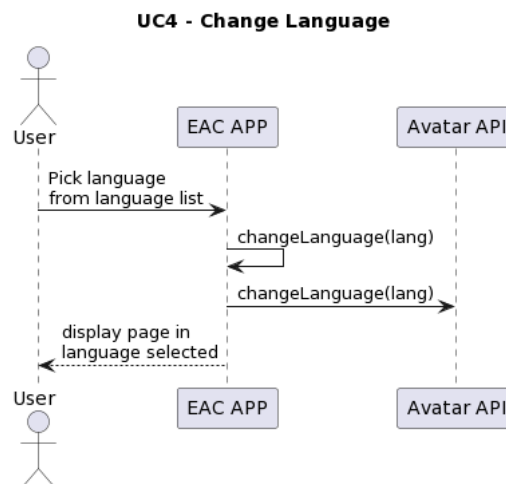 UC4 - Change Language
User
EAC APP
Avatar API
Pick language
from language list
changeLanguage(lang)
changeLanguage(lang)
display page in
language selected
User
EAC APP
Avatar API